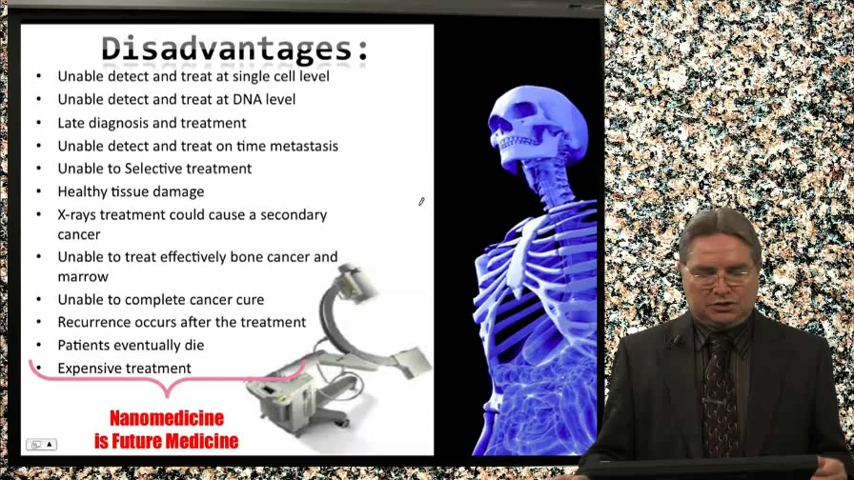 Disadvantages:
• Unable detect and treat at single cell level
• Unable detect and treat at DNA level
• Late diagnosis and treatment
• Unable detect and treat on time metastasis
• Unable to Selective treatment
• Healthy tissue damage
• X-rays treatment could cause a secondary
cancer
• Unable to treat effectively bone cancer and
marrow
• Unable to complete cancer cure
• Recurrence occurs after the treatment
• Patients eventually die
• Expensive treatment
Nanomedicine
is Future Medicine